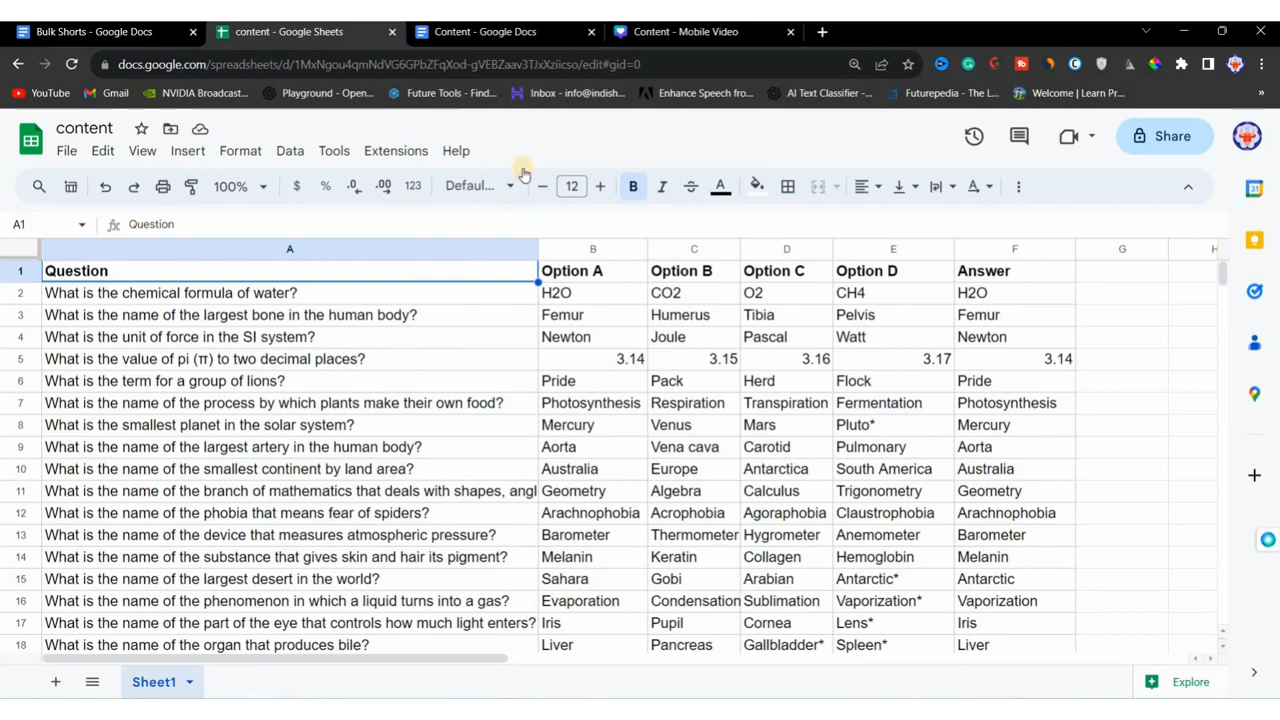 Bulk Shorts - Google Docs
content - Google Sheets
Content - Google Docs
Content - Mobile Video
docs.google.com/spreadsheets/d/1MxNgou4qmNdVG6GPbZFqXod-gVEBZaav3TJxXziicso/edit#gid=0
YouTube
Gmail
NVIDIA Broadcast...
Playground - Open...
Future Tools - Find...
Inbox - info@indish...
Enhance Speech from...
AI Text Classifier -...
Futurepedia - The L...
Welcome | Learn Pr...
»
content
File Edit View Insert Format Data Tools Extensions Help
Share
100% $ % .0 .00 123 Defaul... − 12 + B I S A
A1 fx Question
A B C D E F G H
1 Question Option A Option B Option C Option D Answer
2 What is the chemical formula of water? H2O CO2 O2 CH4 H2O
3 What is the name of the largest bone in the human body? Femur Humerus Tibia Pelvis Femur
4 What is the unit of force in the SI system? Newton Joule Pascal Watt Newton
5 What is the value of pi (π) to two decimal places? 3.14 3.15 3.16 3.17 3.14
6 What is the term for a group of lions? Pride Pack Herd Flock Pride
7 What is the name of the process by which plants make their own food? Photosynthesis Respiration Transpiration Fermentation Photosynthesis
8 What is the smallest planet in the solar system? Mercury Venus Mars Pluto* Mercury
9 What is the name of the largest artery in the human body? Aorta Vena cava Carotid Pulmonary Aorta
10 What is the name of the smallest continent by land area? Australia Europe Antarctica South America Australia
11 What is the name of the branch of mathematics that deals with shapes, angl Geometry Algebra Calculus Trigonometry Geometry
12 What is the name of the phobia that means fear of spiders? Arachnophobia Acrophobia Agoraphobia Claustrophobia Arachnophobia
13 What is the name of the device that measures atmospheric pressure? Barometer Thermometer Hygrometer Anemometer Barometer
14 What is the name of the substance that gives skin and hair its pigment? Melanin Keratin Collagen Hemoglobin Melanin
15 What is the name of the largest desert in the world? Sahara Gobi Arabian Antarctic* Antarctic
16 What is the name of the phenomenon in which a liquid turns into a gas? Evaporation Condensation Sublimation Vaporization* Vaporization
17 What is the name of the part of the eye that controls how much light enters? Iris Pupil Cornea Lens* Iris
18 What is the name of the organ that produces bile? Liver Pancreas Gallbladder* Spleen* Liver
Sheet1
Explore